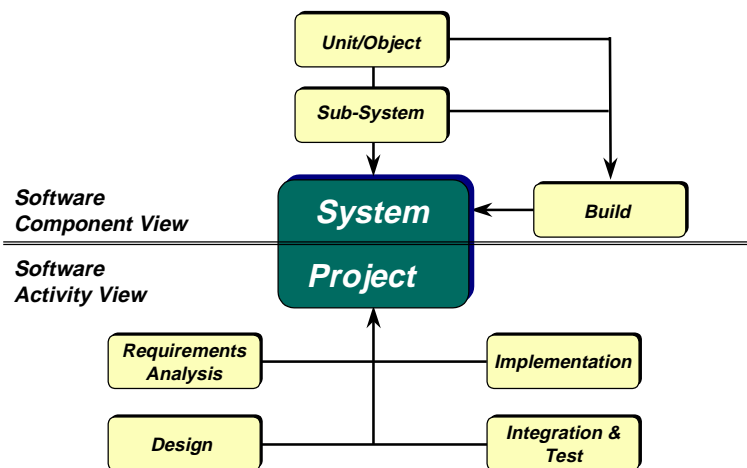 Unit/Object
Sub-System
Software
Component View
System
Build
Software
Activity View
Project
Requirements
Analysis
Implementation
Design
Integration &
Test